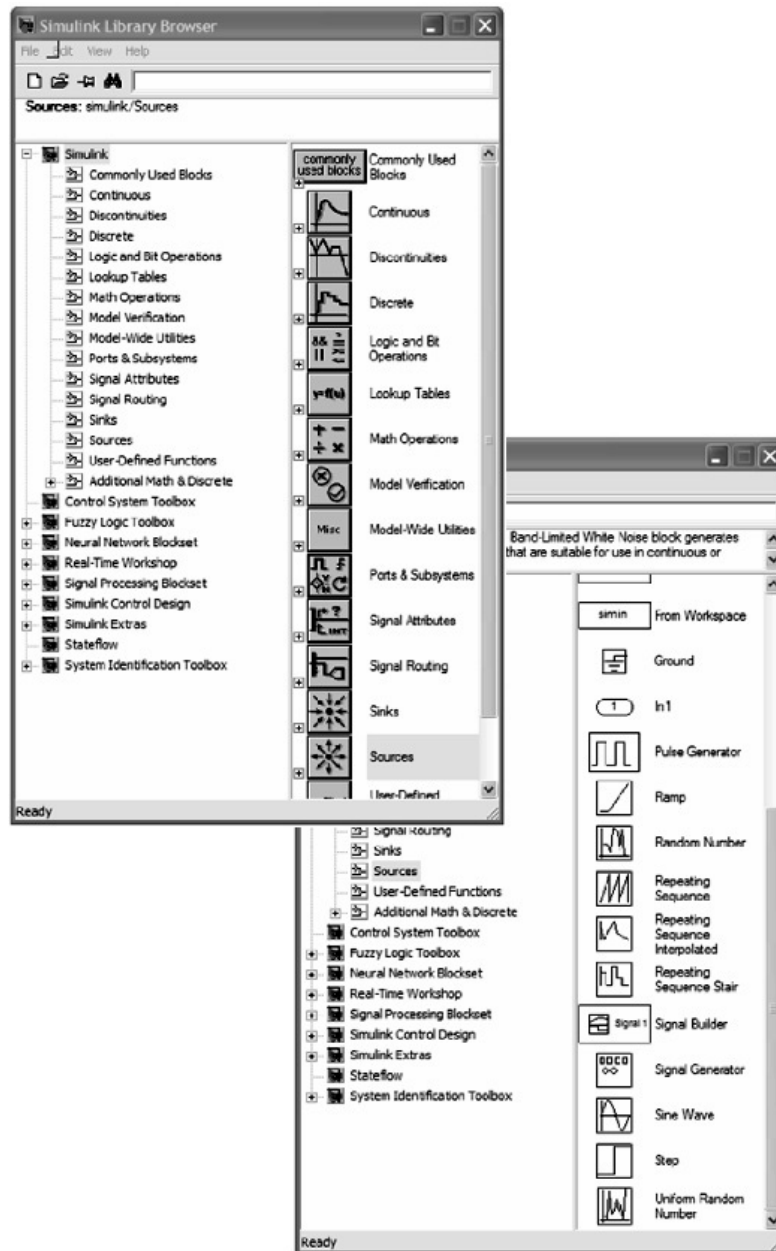 Simulink Library Browser
File Edit View Help
Sources: simulink/Sources
Simulink
Commonly Used Blocks
Continuous
Discontinuities
Discrete
Logic and Bit Operations
Lookup Tables
Math Operations
Model Verification
Model-Wide Utilities
Ports & Subsystems
Signal Attributes
Signal Routing
Sinks
Sources
User-Defined Functions
Additional Math & Discrete
Control System Toolbox
Fuzzy Logic Toolbox
Neural Network Blockset
Real-Time Workshop
Signal Processing Blockset
Simulink Control Design
Simulink Extras
Stateflow
System Identification Toolbox
commonly
used blocks
Commonly Used
Blocks
Continuous
Discontinuities
Discrete
Logic and Bit
Operations
y=f(u)
Lookup Tables
Math Operations
Model Verification
Misc
Model-Wide Utilities
Ports & Subsystems
Signal Attributes
Signal Routing
Sinks
Sources
User-Defined
Ready
Band-Limited White Noise block generates
that are suitable for use in continuous or
Signal Routing
Sinks
Sources
User-Defined Functions
Additional Math & Discrete
Control System Toolbox
Fuzzy Logic Toolbox
Neural Network Blockset
Real-Time Workshop
Signal Processing Blockset
Simulink Control Design
Simulink Extras
Stateflow
System Identification Toolbox
simin
From Workspace
Ground
1
In1
Pulse Generator
Ramp
Random Number
Repeating
Sequence
Repeating
Sequence
Interpolated
Repeating
Sequence Stair
Signal 1
Signal Builder
Signal Generator
Sine Wave
Step
Uniform Random
Number
Ready